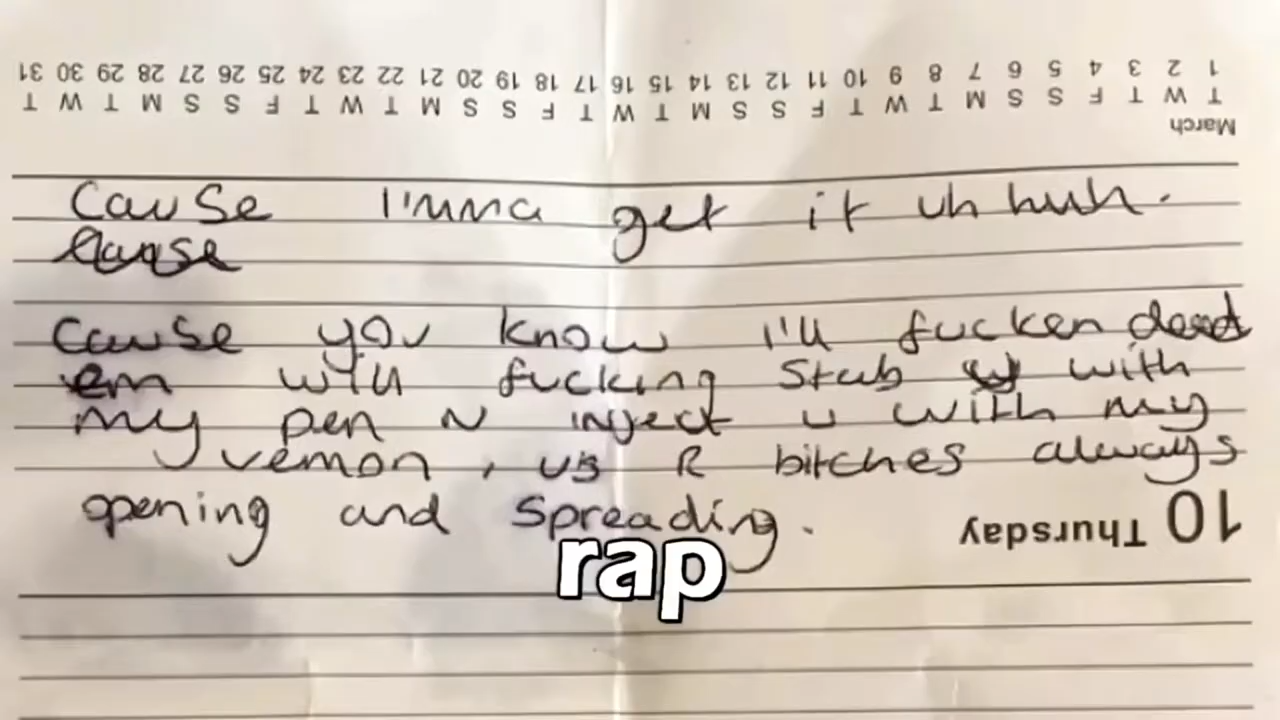 31 30 29 28 27 26 25 24 23 22 21 20 19 18 17 16 15 14 13 12 11 10 9 8 7 6 5 4 3 2 1
T W T M S S F T W T M S S F T W T M S S F T W T M S S F T W T
March
Cause I'mma get it uh huh.
Cause
Cause you know I'll fucken dead
em will fucking stab with
my pen N inject u with my
vemon, us R bitches always
opening and spreading.
10 Thursday
rap